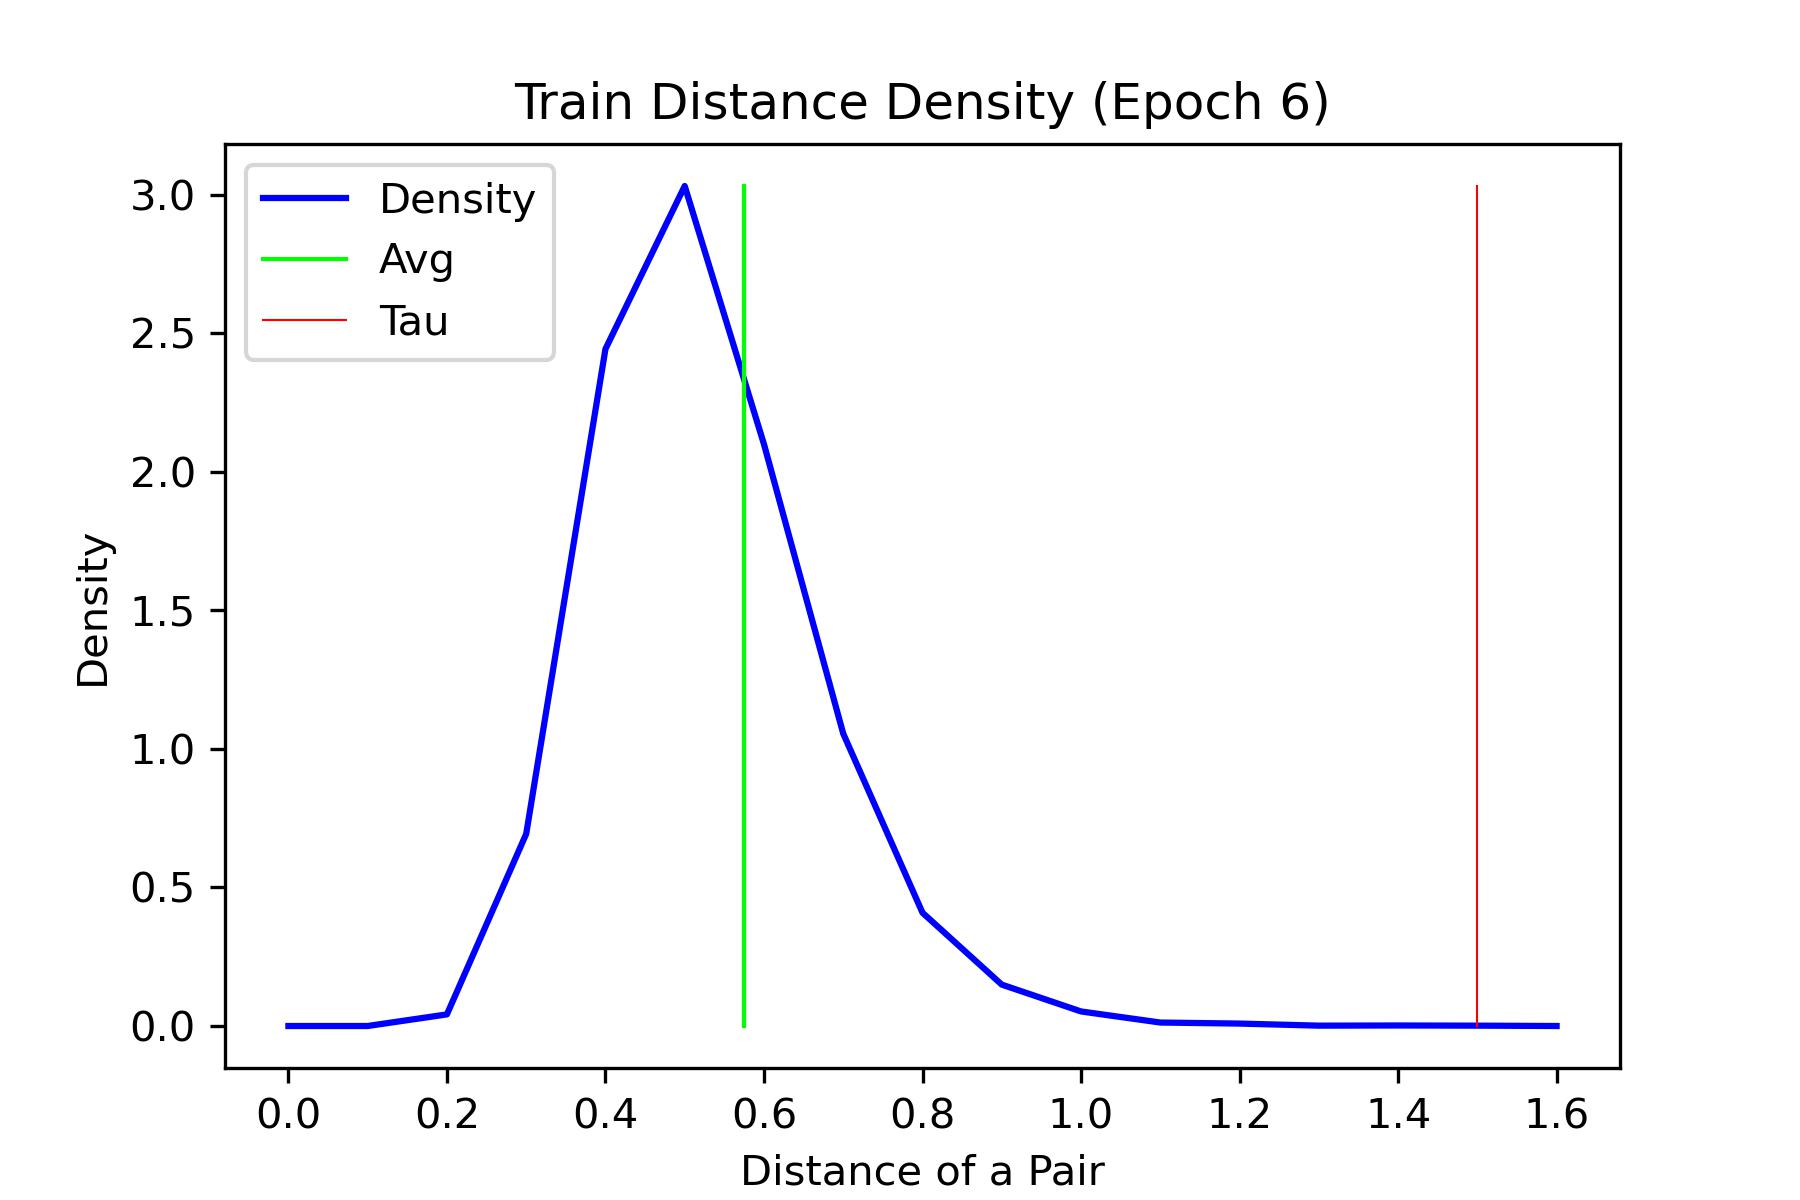 Train Distance Density (Epoch 6)
Density
Avg
Tau
3.0
2.5
2.0
1.5
1.0
0.5
0.0
Density
0.0 0.2 0.4 0.6 0.8 1.0 1.2 1.4 1.6
Distance of a Pair